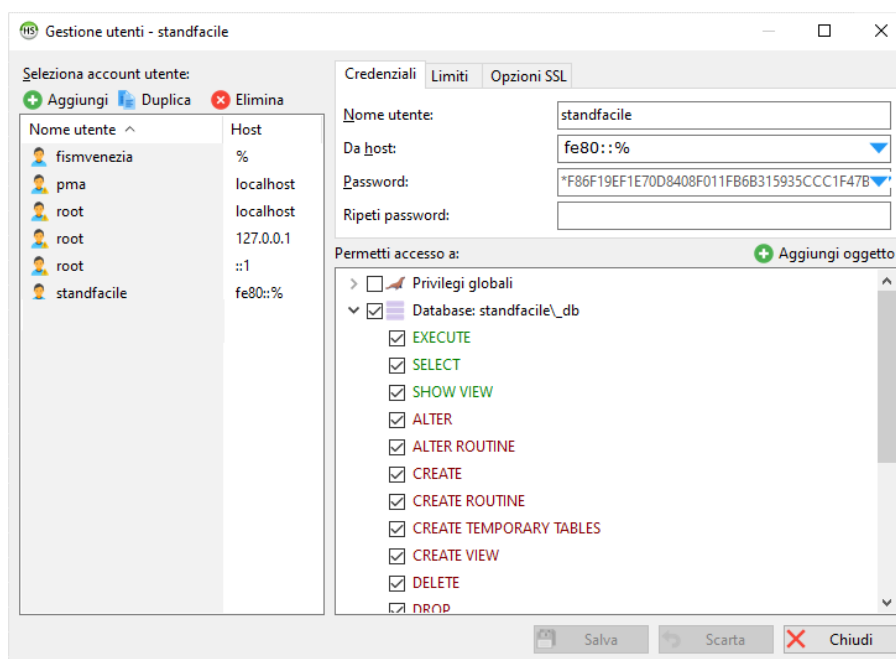 HS Gestione utenti - standfacile
Seleziona account utente:
Aggiungi Duplica Elimina
Nome utente Host
fismvenezia %
pma localhost
root localhost
root 127.0.0.1
root ::1
standfacile fe80::%
Credenziali Limiti Opzioni SSL
Nome utente: standfacile
Da host: fe80::%
Password: *F86F19EF1E70D8408F011FB6B315935CCC1F47B
Ripeti password:
Permetti accesso a: Aggiungi oggetto
Privilegi globali
Database: standfacile\_db
EXECUTE
SELECT
SHOW VIEW
ALTER
ALTER ROUTINE
CREATE
CREATE ROUTINE
CREATE TEMPORARY TABLES
CREATE VIEW
DELETE
DROP
Salva Scarta Chiudi